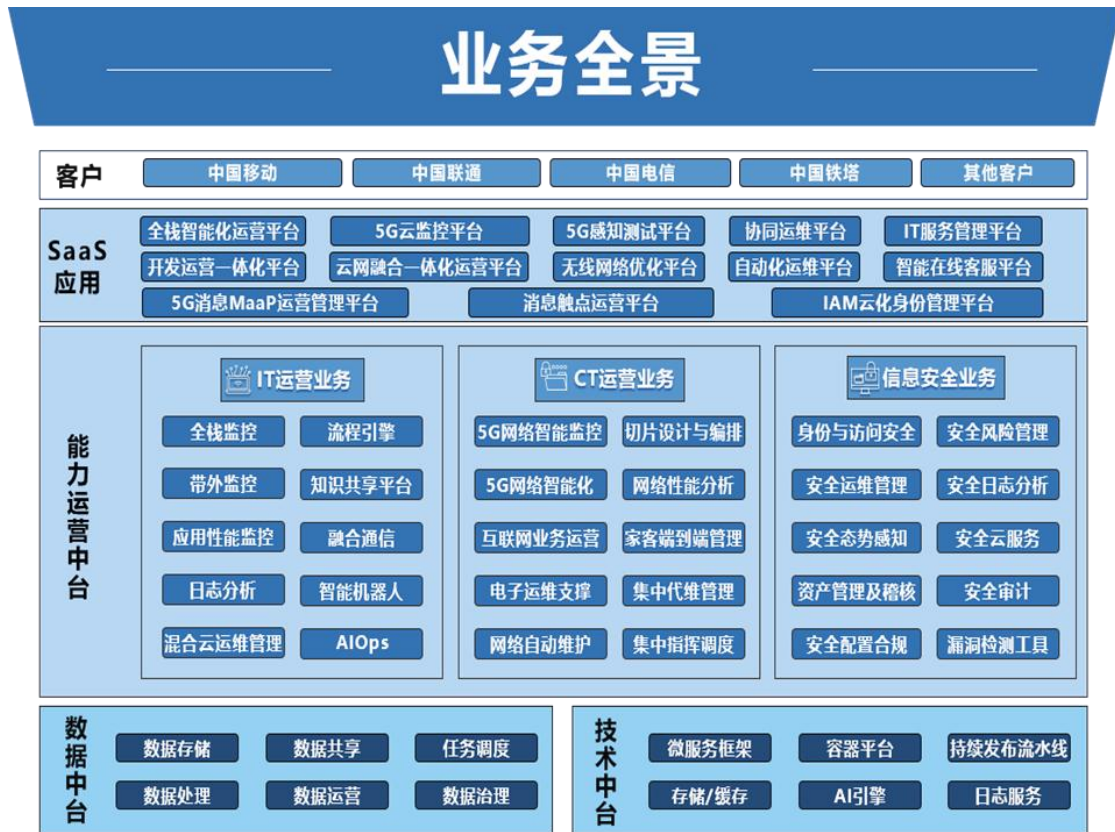 业务全景
客户
中国移动 中国联通 中国电信 中国铁塔 其他客户
SaaS
应用
全栈智能化运营平台 5G云监控平台 5G感知测试平台 协同运维平台 IT服务管理平台
开发运营一体化平台 云网融合一体化运营平台 无线网络优化平台 自动化运维平台 智能在线客服平台
5G消息MaaP运营管理平台 消息触点运营平台 IAM云化身份管理平台
能力运营中台
IT运营业务
全栈监控 流程引擎
带外监控 知识共享平台
应用性能监控 融合通信
日志分析 智能机器人
混合云运维管理 AIOps
CT运营业务
5G网络智能监控 切片设计与编排
5G网络智能化 网络性能分析
互联网业务运营 家客端到端管理
电子运维支撑 集中代维管理
网络自动维护 集中指挥调度
信息安全业务
身份与访问安全 安全风险管理
安全运维管理 安全日志分析
安全态势感知 安全云服务
资产管理及稽核 安全审计
安全配置合规 漏洞检测工具
数据中台
数据存储 数据共享 任务调度
数据处理 数据运营 数据治理
技术中台
微服务框架 容器平台 持续发布流水线
存储/缓存 AI引擎 日志服务